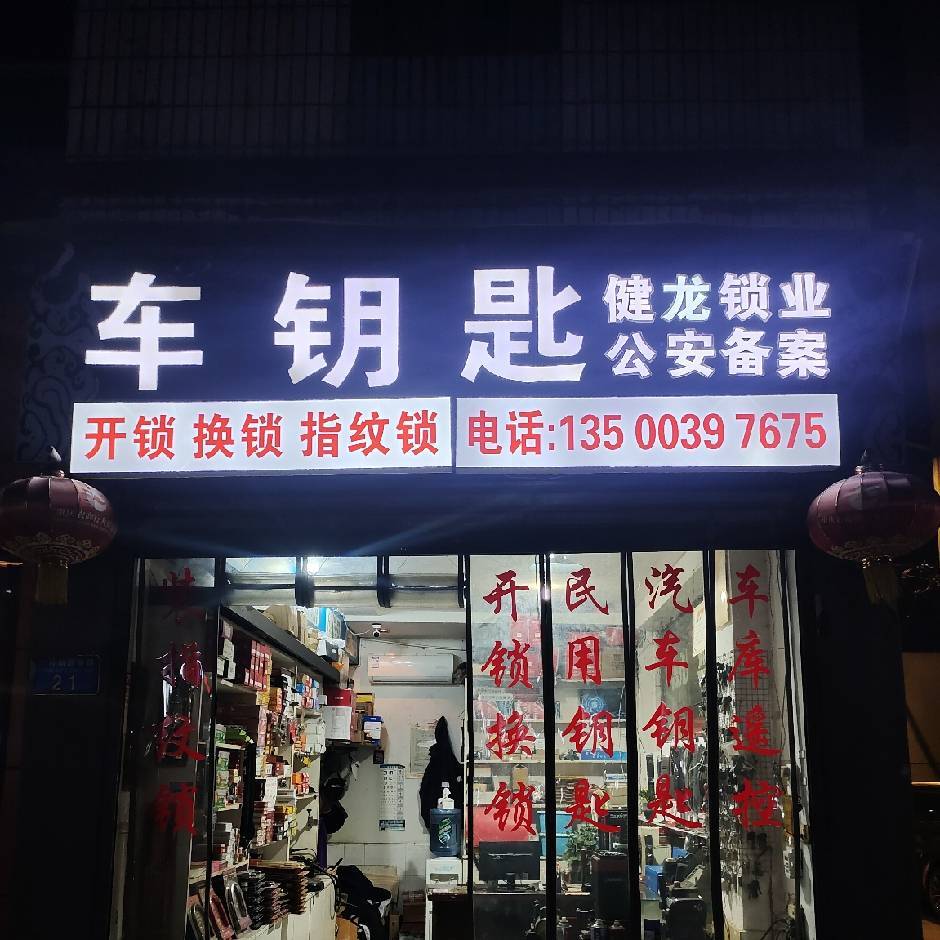 车钥匙
健龙锁业
公安备案
开锁 换锁 指纹锁
电话:135 0039 7675
开锁换锁
民用钥匙
汽车钥匙
车库遥控
21